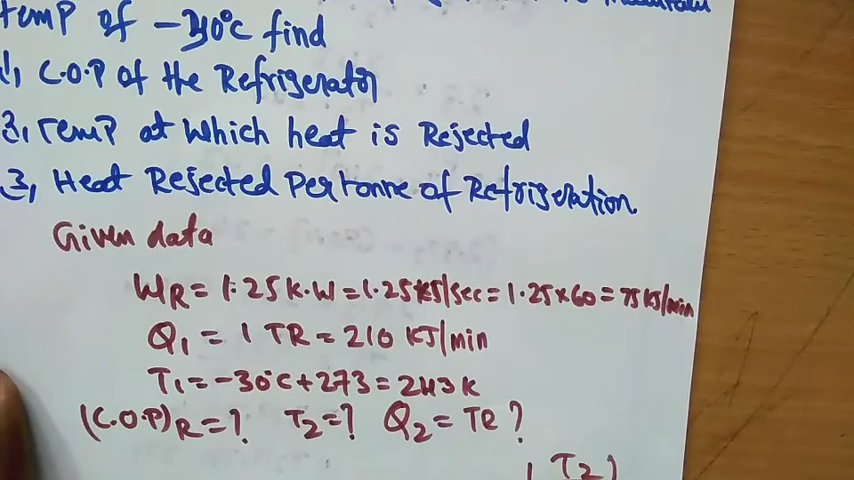 temp of -30°C find
1, C.O.P of the Refrigerator
2, Temp at which heat is Rejected
3, Heat Rejected Per tonne of Refrigeration.
Given data
WR = 1.25 K.W = 1.25 KJ/sec = 1.25×60 = 75 KJ/min
Q1 = 1 TR = 210 KJ/min
T1 = -30°C + 273 = 243 K
(C.O.P)R = ? T2 = ? Q2 = TR ?
T2